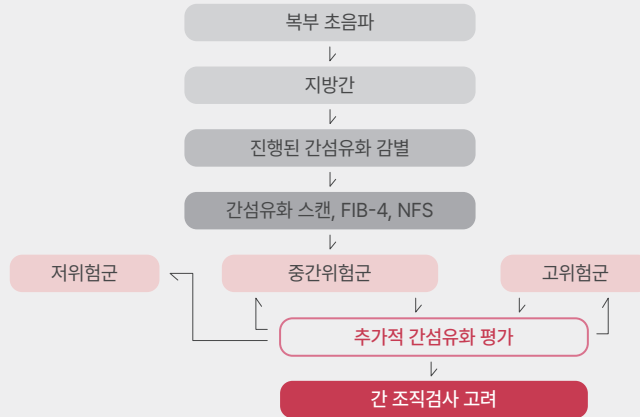 복부 초음파
지방간
진행된 간섬유화 감별
간섬유화 스캔, FIB-4, NFS
저위험군
중간위험군
고위험군
추가적 간섬유화 평가
간 조직검사 고려